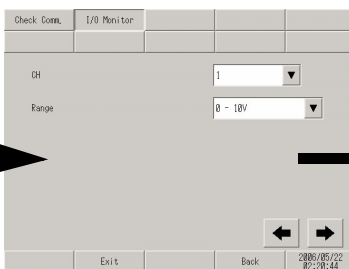 Check Comm. I/O Monitor
CH 1
Range 0 - 10V
Exit Back 2006/05/22
02:20:44